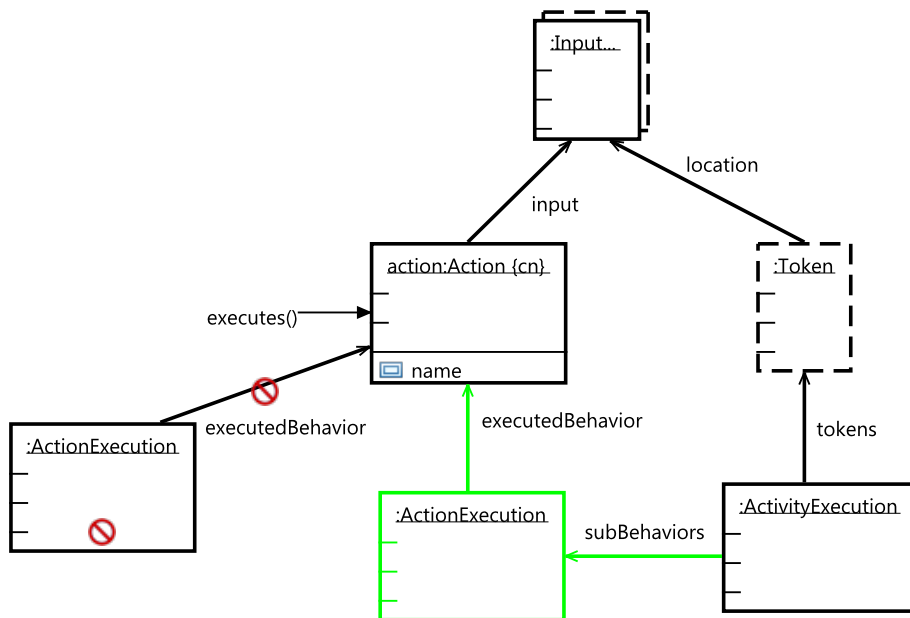 :Input...
location
input
action:Action {cn}
:Token
executes()
name
executedBehavior
executedBehavior
tokens
:ActionExecution
:ActionExecution
:ActivityExecution
subBehaviors